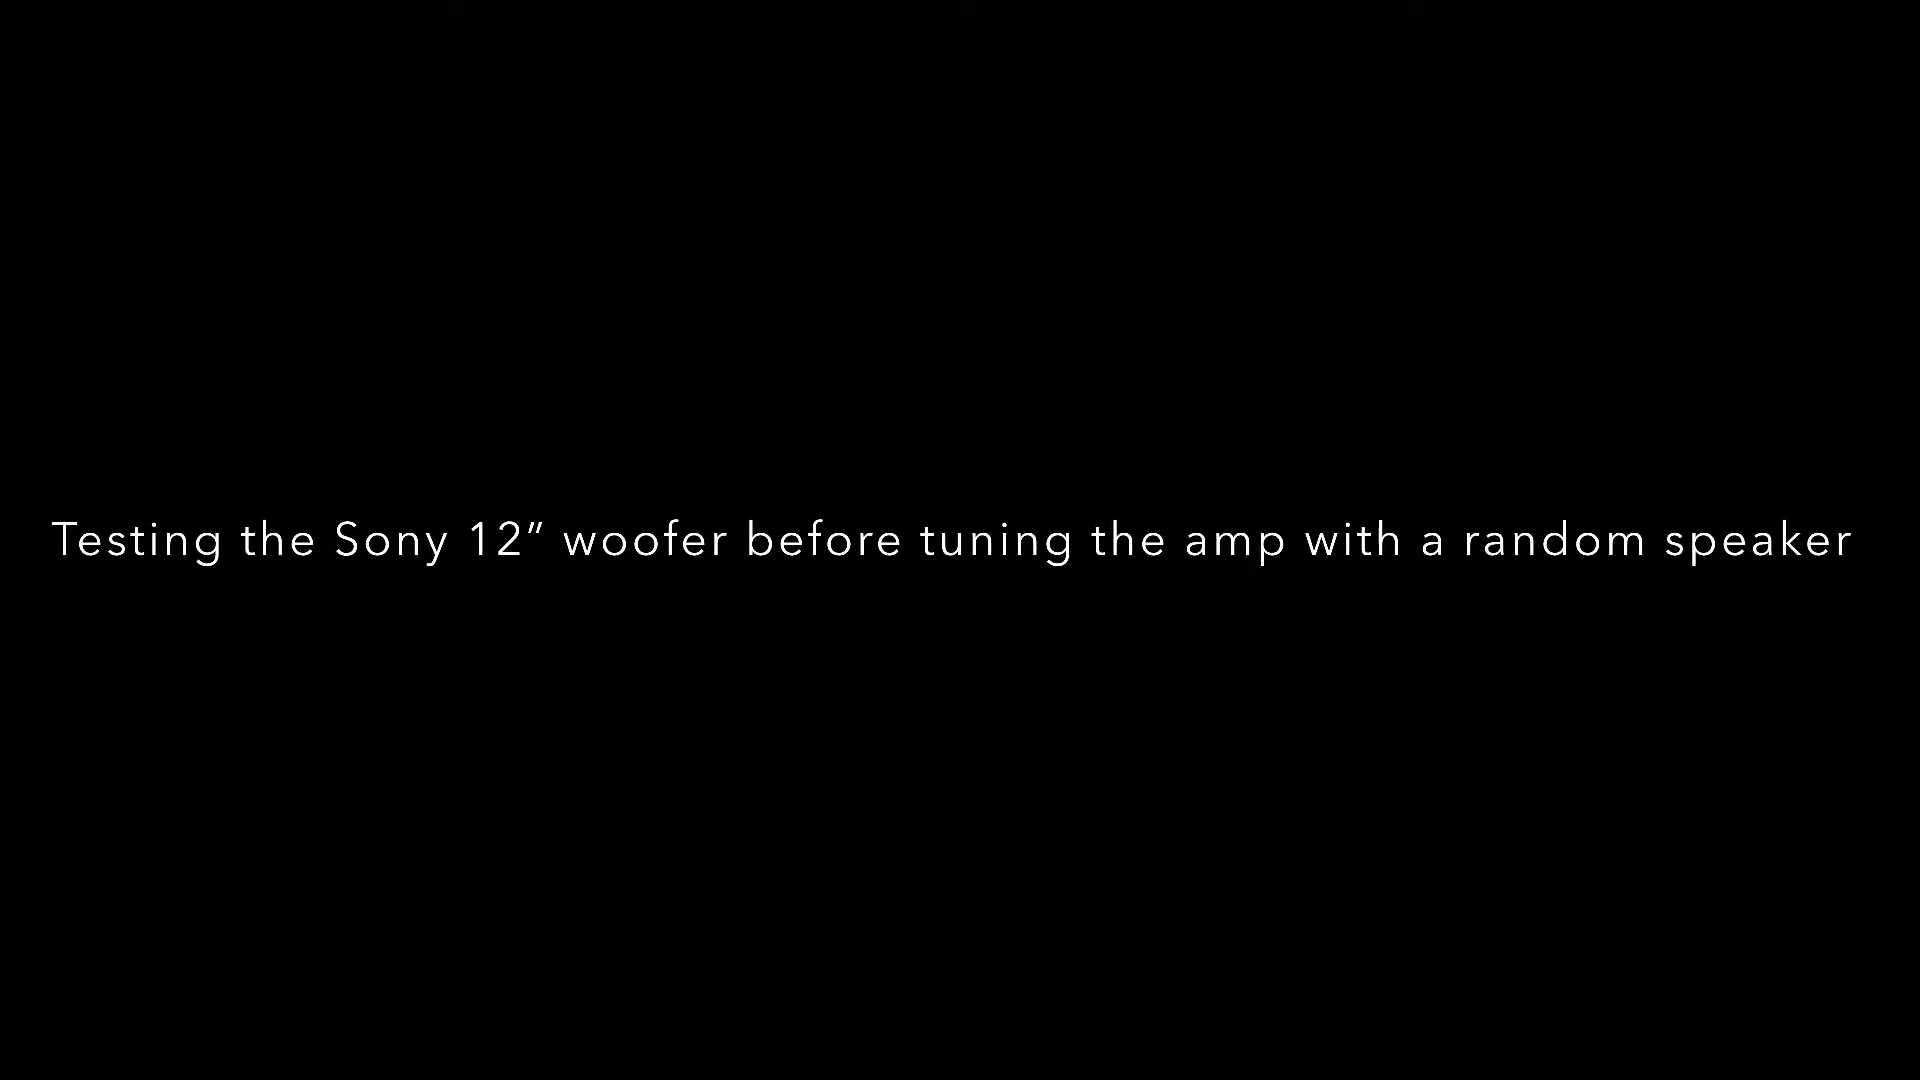 Testing the Sony 12” woofer before tuning the amp with a random speaker